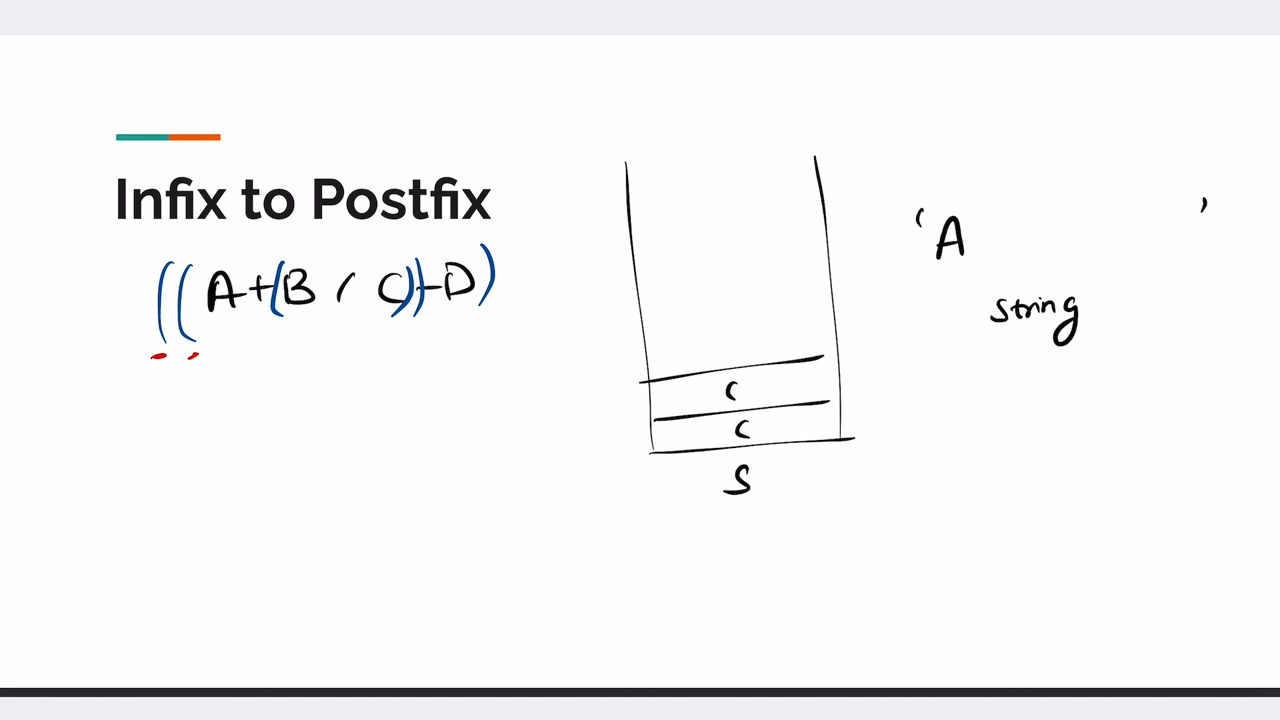 Infix to Postfix
((A+(B / C))-D)
(
(
S
'A '
string